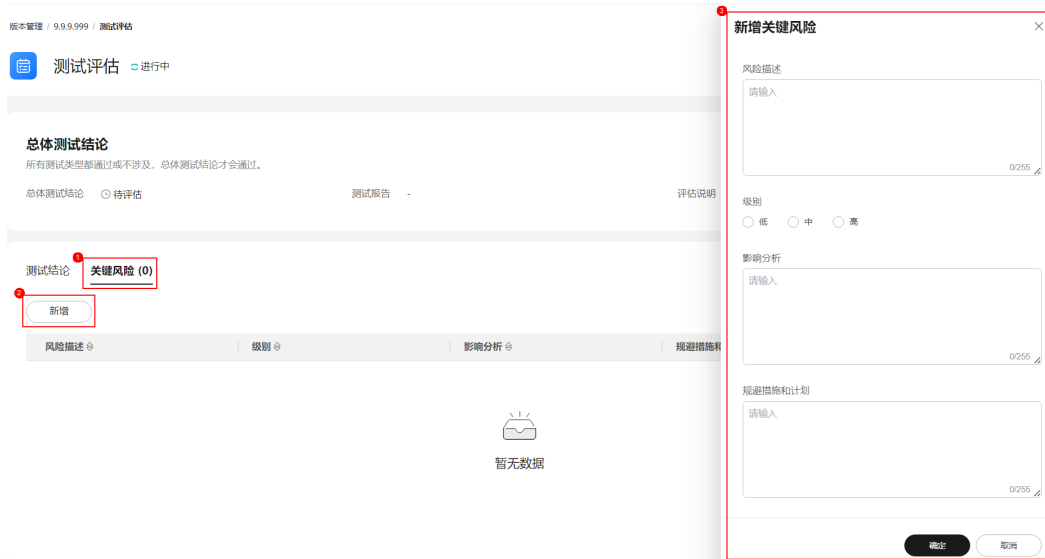 版本管理 / 9.9.9.999 / 测试评估
测试评估 进行中
总体测试结论
所有测试类型都通过或不涉及，总体测试结论才会通过。
总体测试结论 待评估 测试报告 - 评估说明
测试结论 1 关键风险 (0)
2
新增
风险描述 级别 影响分析 规避措施和
暂无数据
3
新增关键风险
风险描述
请输入
0/255
级别
低 中 高
影响分析
请输入
0/255
规避措施和计划
请输入
0/255
确定 取消